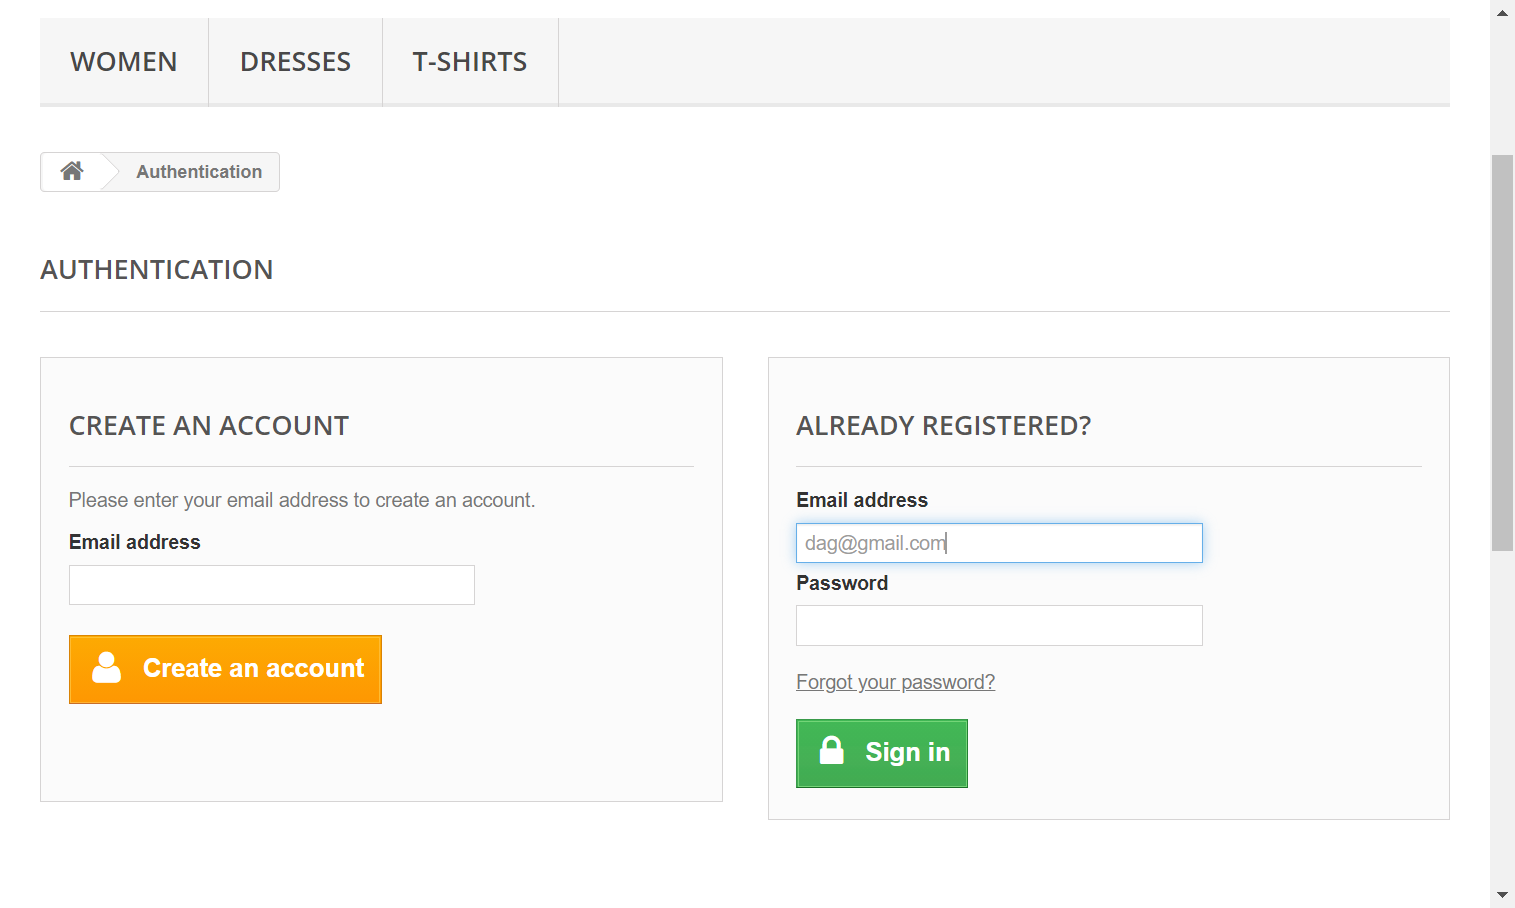 WOMEN DRESSES T-SHIRTS
Authentication
AUTHENTICATION
CREATE AN ACCOUNT
Please enter your email address to create an account.
Email address
Create an account
ALREADY REGISTERED?
Email address
dag@gmail.com
Password
Forgot your password?
Sign in